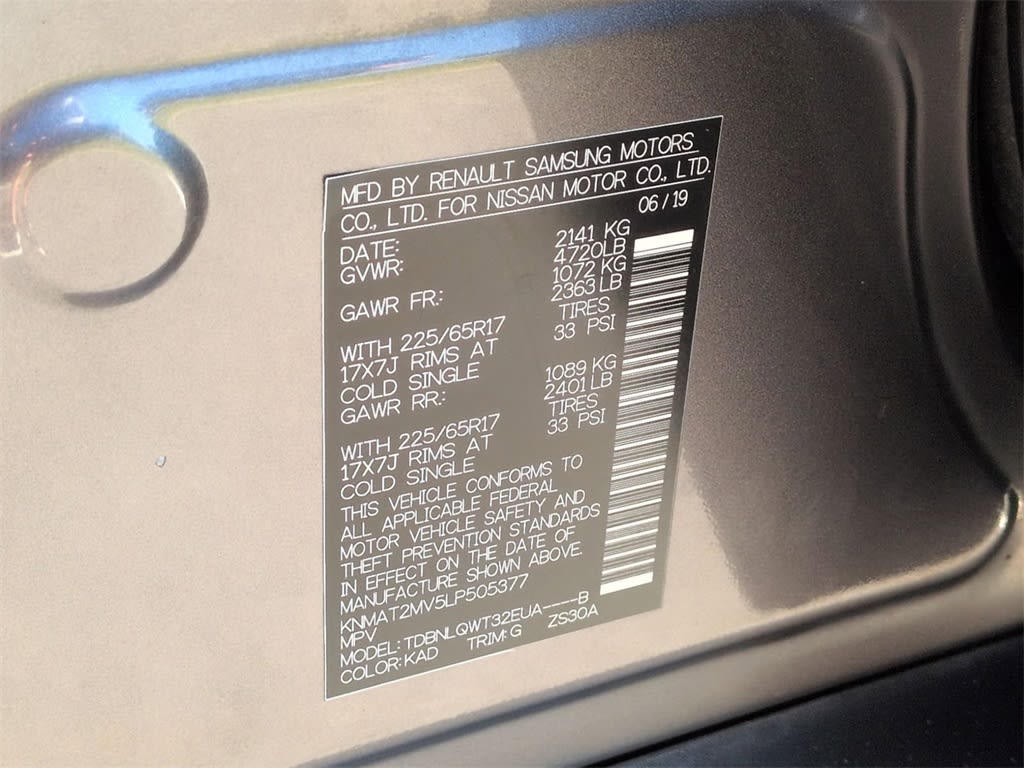 MFD BY RENAULT SAMSUNG MOTORS
CO., LTD. FOR NISSAN MOTOR CO., LTD.
DATE: 06/19
GVWR: 2141 KG
4720LB
GAWR FR.: 1072 KG
2363LB
WITH 225/65R17 TIRES
17X7J RIMS AT 33 PSI
COLD SINGLE
GAWR RR.: 1089 KG
2401LB
WITH 225/65R17 TIRES
17X7J RIMS AT 33 PSI
COLD SINGLE
THIS VEHICLE CONFORMS TO
ALL APPLICABLE FEDERAL
MOTOR VEHICLE SAFETY AND
THEFT PREVENTION STANDARDS
IN EFFECT ON THE DATE OF
MANUFACTURE SHOWN ABOVE.
KNMAT2MV5LP505377
MPV
MODEL:TDBNLQWT32EUA----B
COLOR:KAD TRIM:G ZS30A